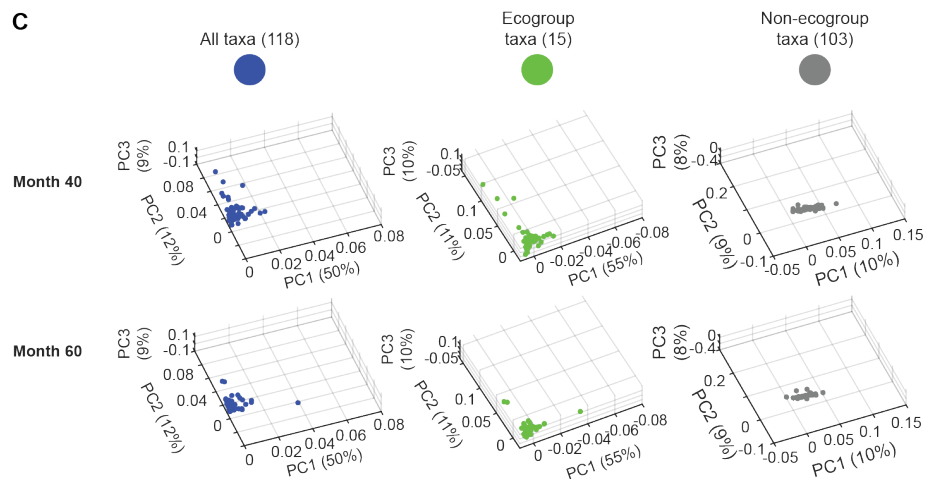 C
All taxa (118)
Ecogroup
taxa (15)
Non-ecogroup
taxa (103)
Month 40
PC3
(9%)
0.1
-0.1
0.08
0.04
0
PC2 (12%)
0
0.02
0.04
0.06
0.08
PC1 (50%)
PC3
(10%)
0.1
-0.05
0.1
0.05
0
PC2 (11%)
0
-0.02
-0.04
-0.06
-0.08
PC1 (55%)
PC3
(8%)
0
-0.4
0.2
0
-0.1
PC2 (9%)
-0.05
0
0.05
0.1
0.15
PC1 (10%)
Month 60
PC3
(9%)
0.1
-0.1
0.08
0.04
0
PC2 (12%)
0
0.02
0.04
0.06
0.08
PC1 (50%)
PC3
(10%)
0.1
-0.05
0.1
0.05
0
PC2 (11%)
0
-0.02
-0.04
-0.06
-0.08
PC1 (55%)
PC3
(8%)
0
-0.4
0.2
0
-0.1
PC2 (9%)
-0.05
0
0.05
0.1
0.15
PC1 (10%)